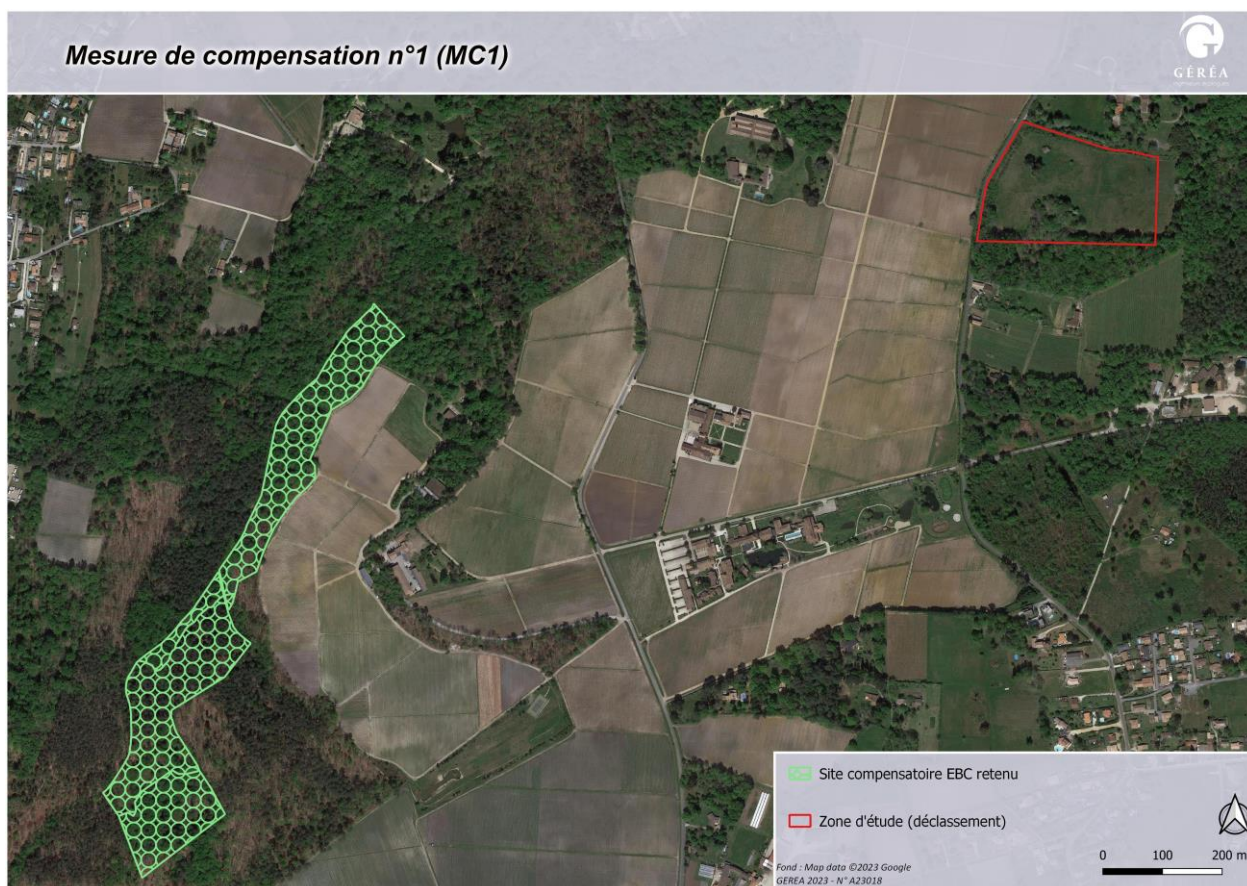 Mesure de compensation n°1 (MC1)
GÉRÉA
Site compensatoire EBC retenu
Zone d'étude (déclassement)
Fond : Map data ©2023 Google
GEREA 2023 - N° A23018
0 100 200 m